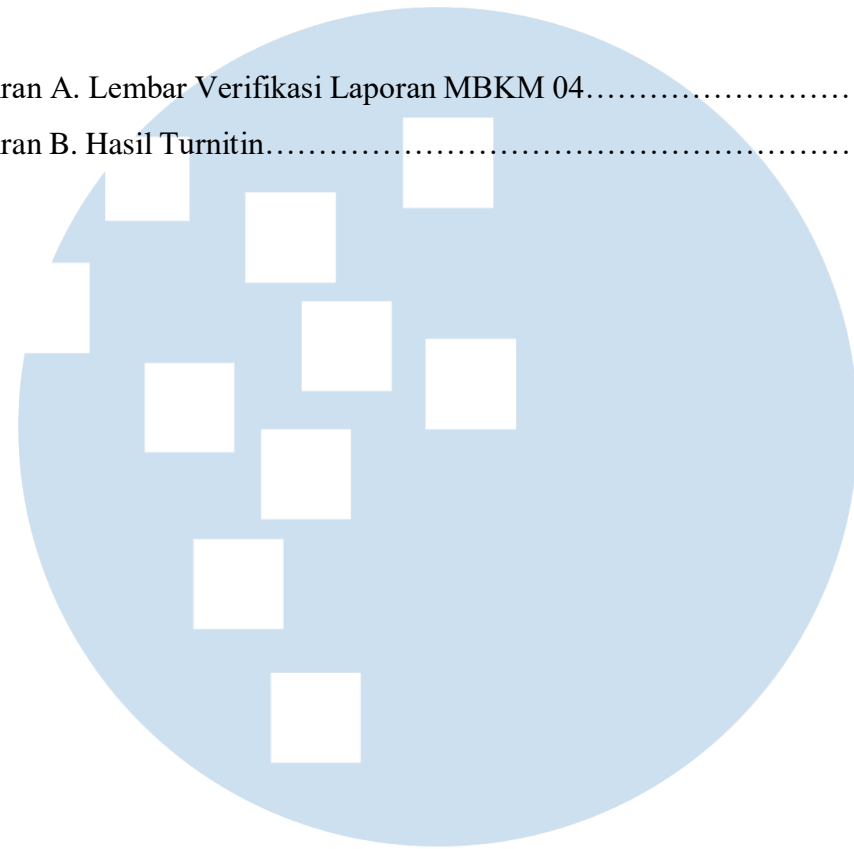 ran A. Lembar Verifikasi Laporan MBKM 04……………………
ran B. Hasil Turnitin………………………………………………